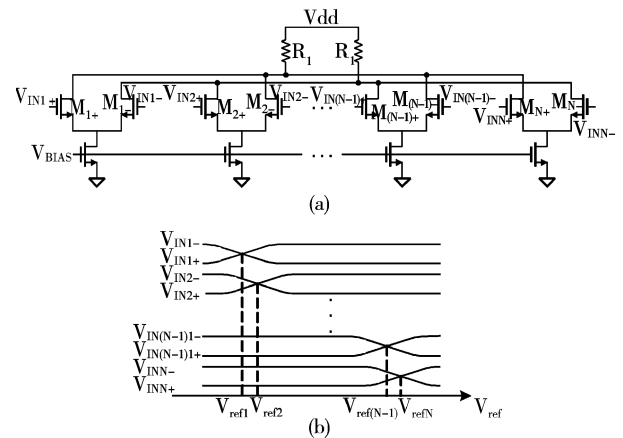 Vdd
R1 R1
VIN1+ M1+ M1- VIN1- VIN2+ M2+ M2- VIN2- ... VIN(N-1)+ M(N-1)+ M(N-1)- VIN(N-1)- VINN+ MN+ MN- VINN-
VBIAS ...
(a)
VIN1-
VIN1+
VIN2-
VIN2+
VIN(N-1)1-
VIN(N-1)1+
VINN-
VINN+
Vref1 Vref2 Vref(N-1) VrefN Vref
(b)